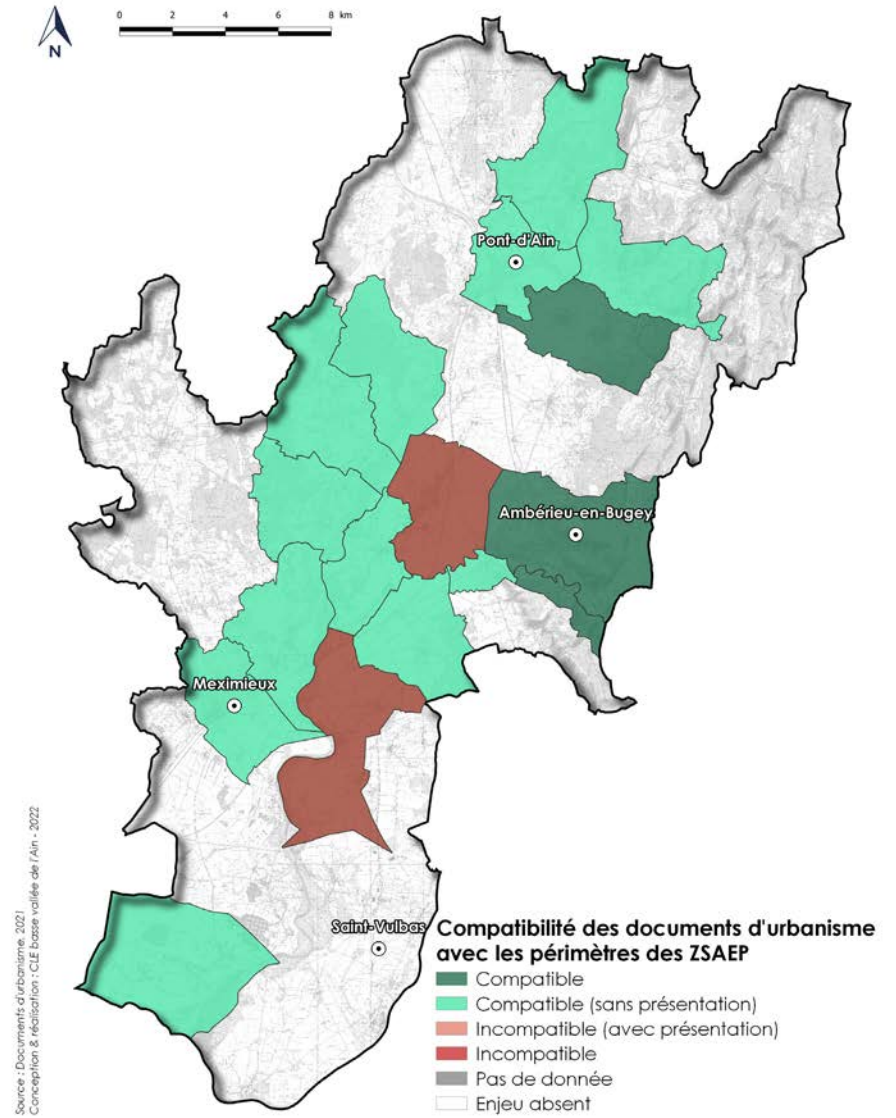 0 2 4 6 8 km
N
Pont-d'Ain
Ambérieu-en-Bugey
Meximieux
Saint-Vulbas
Compatibilité des documents d'urbanisme
avec les périmètres des ZSAEP
Compatible
Compatible (sans présentation)
Incompatible (avec présentation)
Incompatible
Pas de donnée
Enjeu absent
Source : Documents d'urbanisme, 2021
Conception & réalisation : CLE basse vallée de l'Ain - 2022